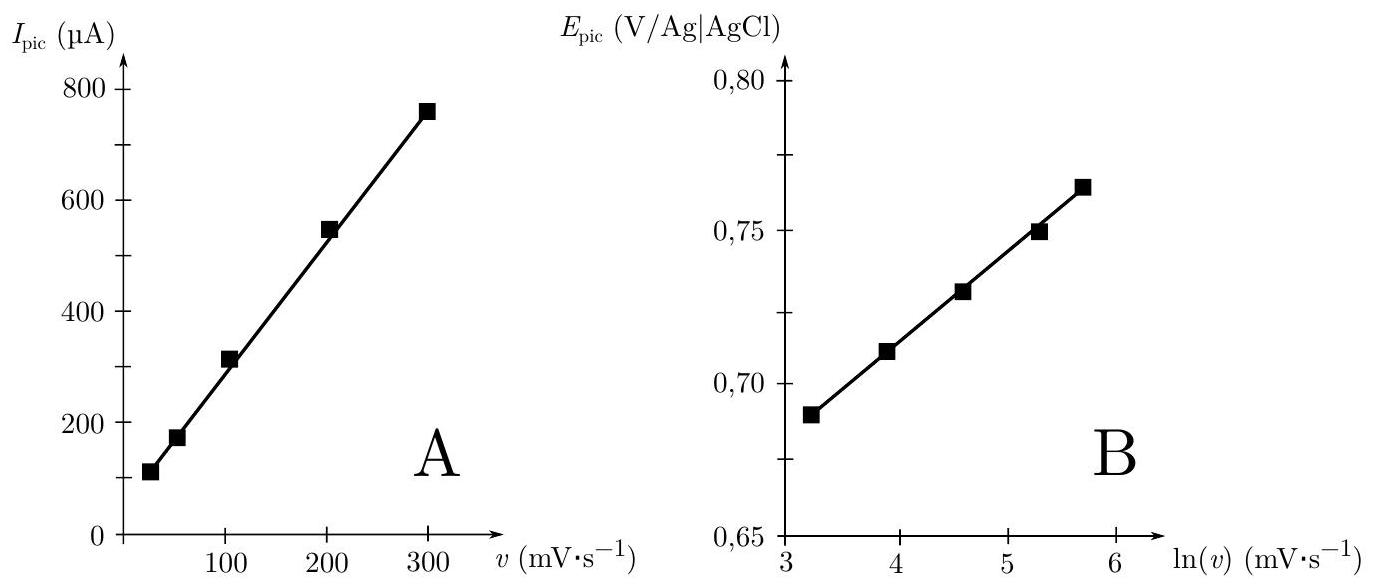 I_pic (µA)
800
600
400
200
0
100 200 300
v (mV·s⁻¹)
A
E_pic (V/Ag|AgCl)
0,80
0,75
0,70
0,65
3 4 5 6
ln(v) (mV·s⁻¹)
B